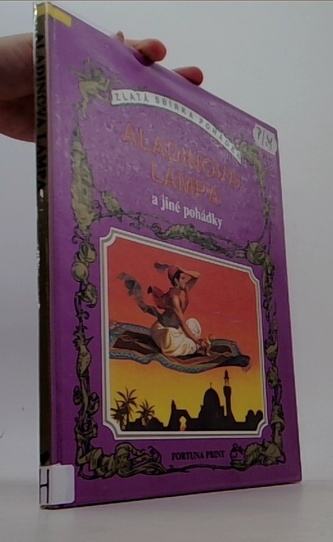 ZLATÁ SBÍRKA POHÁDEK
P/M
ALADINOVA
LAMPA
a jiné pohádky
FORTUNA PRINT
ALADINOVA LAMPA
H